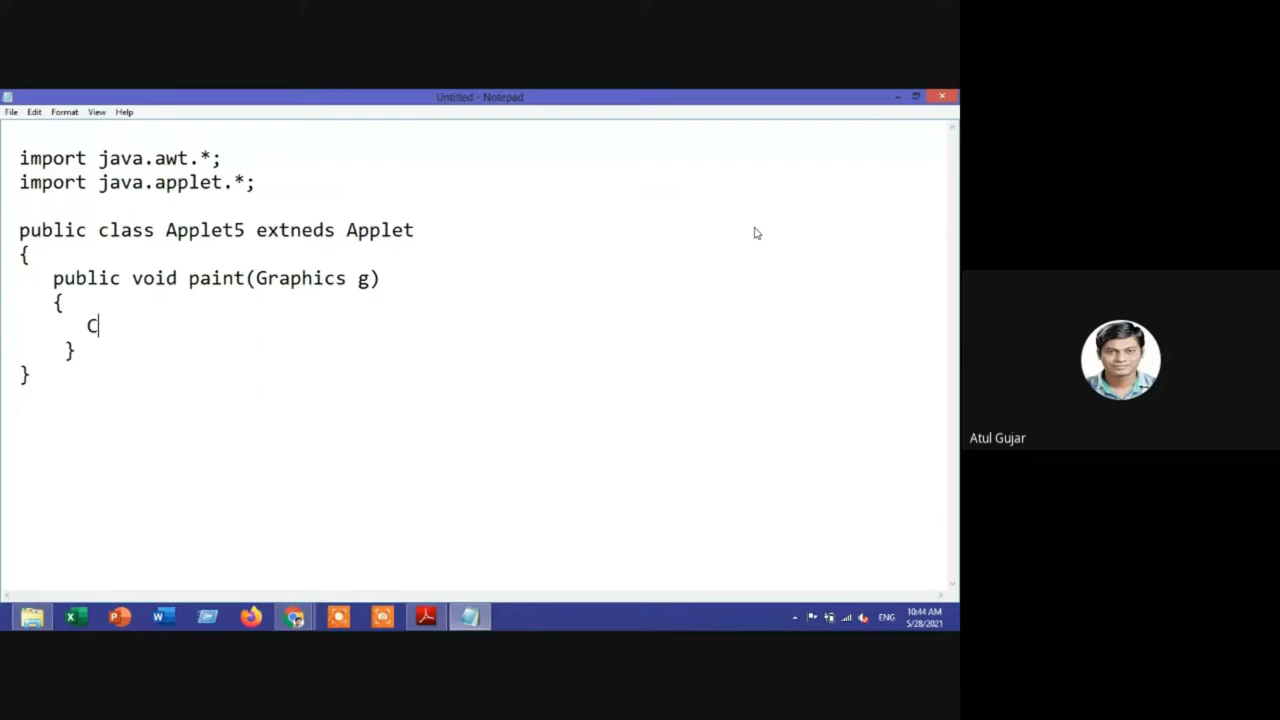 Untitled - Notepad
File Edit Format View Help
import java.awt.*;
import java.applet.*;
public class Applet5 extneds Applet
{
public void paint(Graphics g)
{
C
}
}
Atul Gujar
ENG
10:44 AM
5/28/2021